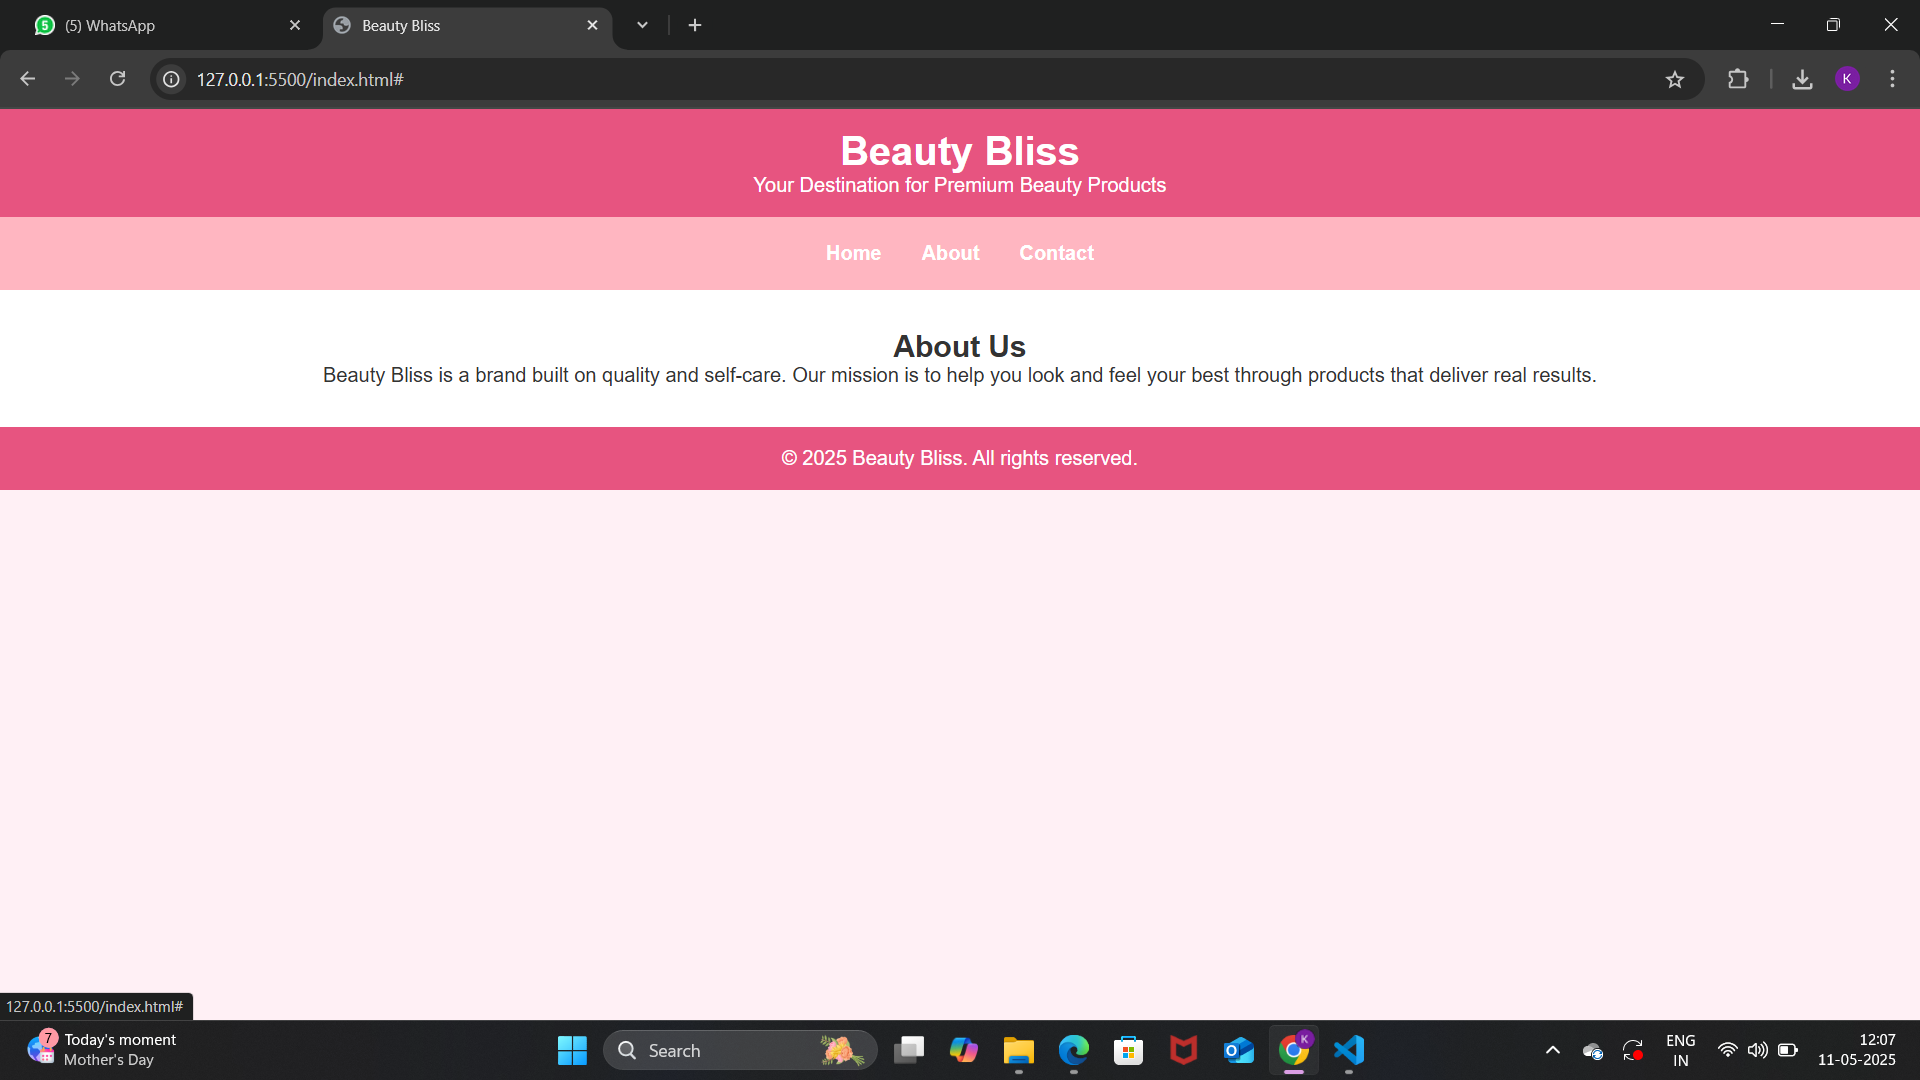 5
(5) WhatsApp
Beauty Bliss
127.0.0.1:5500/index.html#
K
Beauty Bliss
Your Destination for Premium Beauty Products
Home About Contact
About Us
Beauty Bliss is a brand built on quality and self-care. Our mission is to help you look and feel your best through products that deliver real results.
© 2025 Beauty Bliss. All rights reserved.
127.0.0.1:5500/index.html#
7
Today's moment
Mother's Day
Search
K
ENG
IN
12:07
11-05-2025